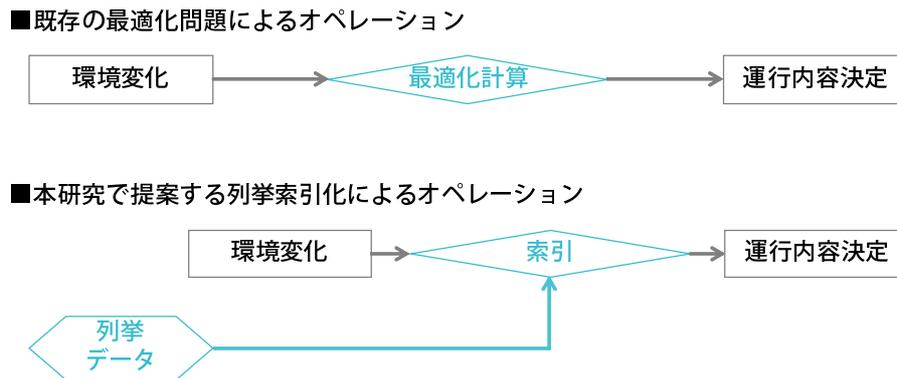 ■既存の最適化問題によるオペレーション
環境変化
最適化計算
運行内容決定
■本研究で提案する列挙索引化によるオペレーション
環境変化
索引
運行内容決定
列挙
データ